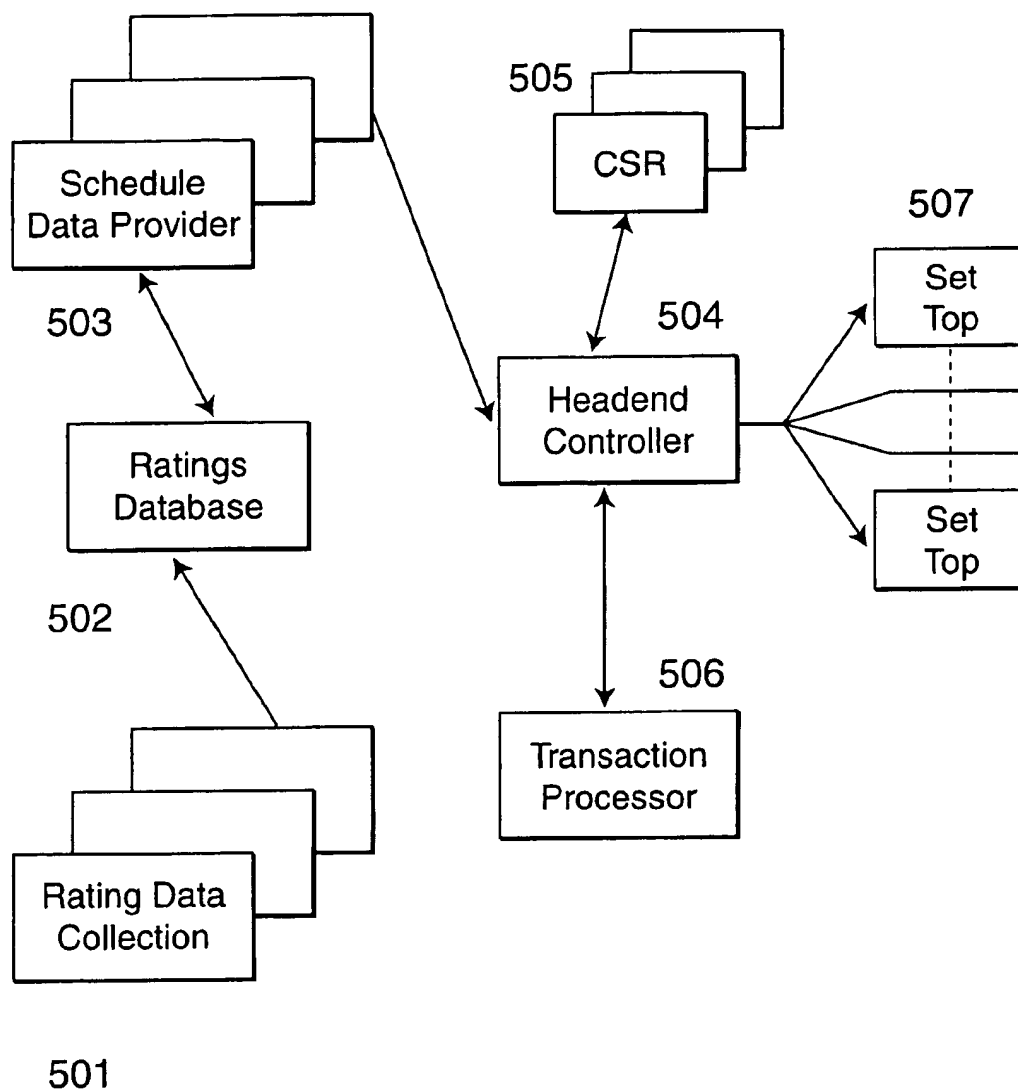 505
Schedule
Data Provider
CSR
507
Set
Top
503
504
Headend
Controller
Ratings
Database
Set
Top
502
506
Transaction
Processor
Rating Data
Collection
501